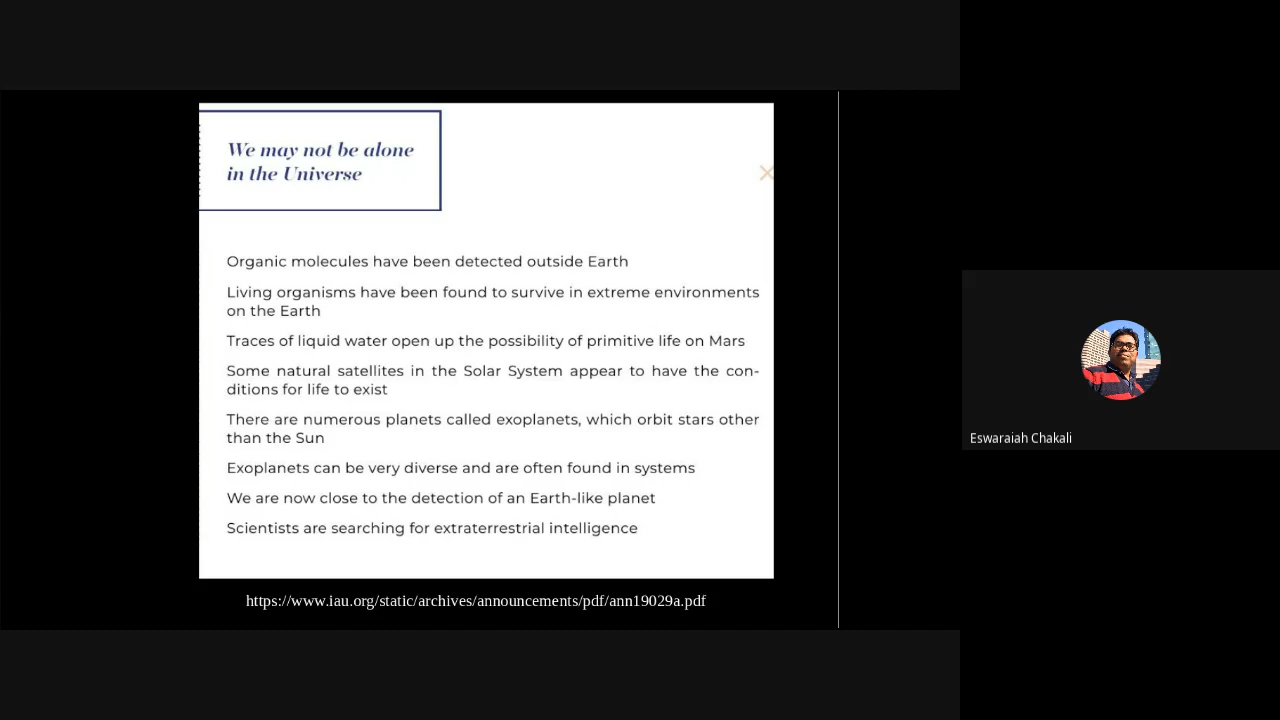 We may not be alone
in the Universe
Organic molecules have been detected outside Earth
Living organisms have been found to survive in extreme environments
on the Earth
Traces of liquid water open up the possibility of primitive life on Mars
Some natural satellites in the Solar System appear to have the con-
ditions for life to exist
There are numerous planets called exoplanets, which orbit stars other
than the Sun
Exoplanets can be very diverse and are often found in systems
We are now close to the detection of an Earth-like planet
Scientists are searching for extraterrestrial intelligence
https://www.iau.org/static/archives/announcements/pdf/ann19029a.pdf
Eswaraiah Chakali